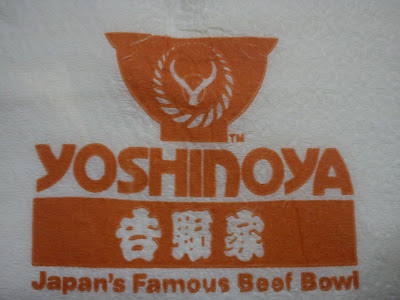 TM
YOSHINOYA
吉野家
Japan's Famous Beef Bowl